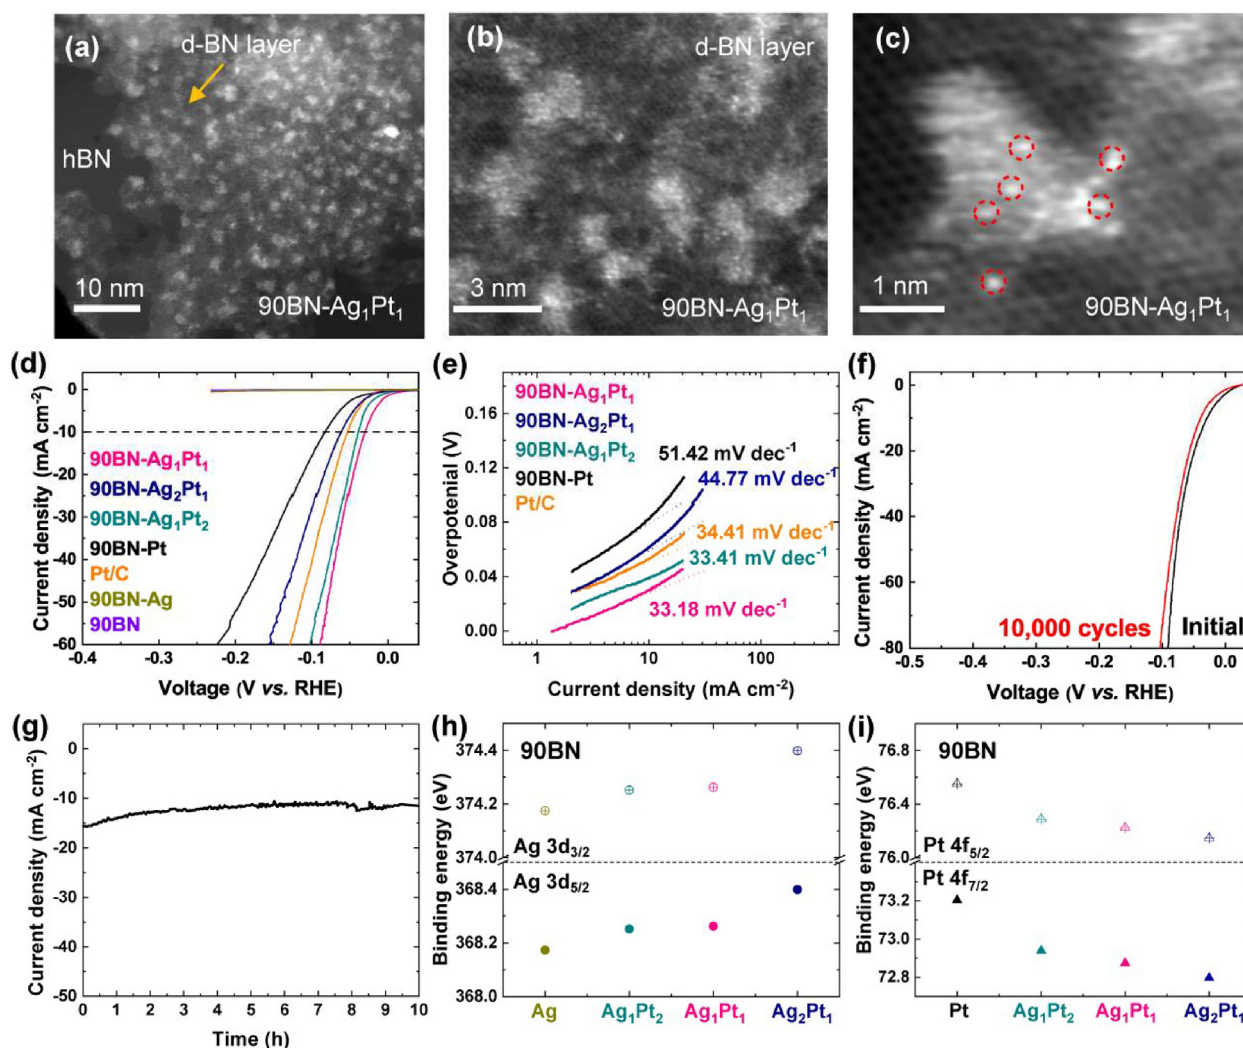 (a)
d-BN layer
hBN
10 nm
90BN-Ag₁Pt₁
(b)
d-BN layer
3 nm
90BN-Ag₁Pt₁
(c)
1 nm
90BN-Ag₁Pt₁
(d)
0
-10
-20
-30
-40
-50
-60
Current density (mA cm⁻²)
90BN-Ag₁Pt₁
90BN-Ag₂Pt₁
90BN-Ag₁Pt₂
90BN-Pt
Pt/C
90BN-Ag
90BN
-0.4 -0.3 -0.2 -0.1 0.0
Voltage (V vs. RHE)
(e)
0.16
0.12
0.08
0.04
0.00
Overpotenial (V)
90BN-Ag₁Pt₁
90BN-Ag₂Pt₁
90BN-Ag₁Pt₂
90BN-Pt
Pt/C
51.42 mV dec⁻¹
44.77 mV dec⁻¹
34.41 mV dec⁻¹
33.41 mV dec⁻¹
33.18 mV dec⁻¹
1 10 100
Current density (mA cm⁻²)
(f)
0
-20
-40
-60
-80
Current density (mA cm⁻²)
10,000 cycles
Initial
-0.5 -0.4 -0.3 -0.2 -0.1 0.0
Voltage (V vs. RHE)
(g)
0
-10
-20
-30
-40
-50
Current density (mA cm⁻²)
0 1 2 3 4 5 6 7 8 9 10
Time (h)
(h)
90BN
374.4
374.2
374.0
368.4
368.2
368.0
Binding energy (eV)
Ag 3d₃/₂
Ag 3d₅/₂
Ag Ag₁Pt₂ Ag₁Pt₁ Ag₂Pt₁
(i)
90BN
76.8
76.4
76.0
73.2
73.0
72.8
Binding energy (eV)
Pt 4f₅/₂
Pt 4f₇/₂
Pt Ag₁Pt₂ Ag₁Pt₁ Ag₂Pt₁